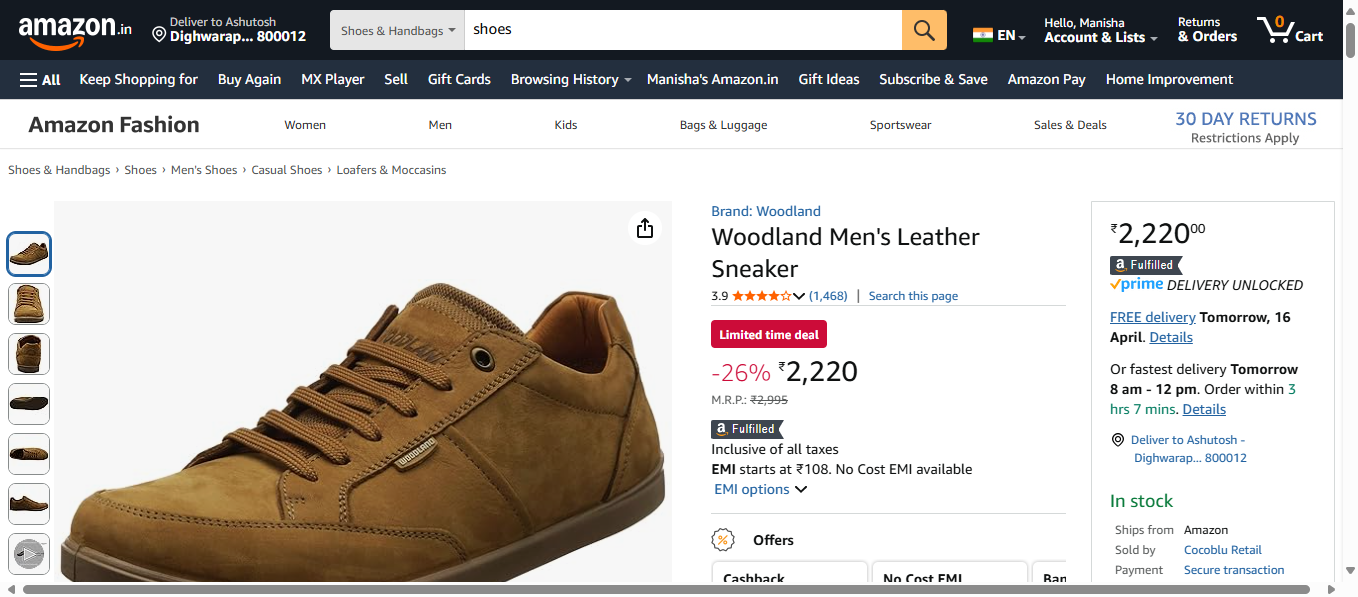 amazon.in
Deliver to Ashutosh
Dighwarap... 800012
Shoes & Handbags
shoes
EN
Hello, Manisha
Account & Lists
Returns
& Orders
0
Cart
All
Keep Shopping for
Buy Again
MX Player
Sell
Gift Cards
Browsing History
Manisha's Amazon.in
Gift Ideas
Subscribe & Save
Amazon Pay
Home Improvement
Amazon Fashion
Women
Men
Kids
Bags & Luggage
Sportswear
Sales & Deals
30 DAY RETURNS
Restrictions Apply
Shoes & Handbags › Shoes › Men's Shoes › Casual Shoes › Loafers & Moccasins
WOODLAND
WOODLAND
Brand: Woodland
Woodland Men's Leather
Sneaker
3.9 (1,468) | Search this page
Limited time deal
-26% ₹2,220
M.R.P.: ₹2,995
a Fulfilled
Inclusive of all taxes
EMI starts at ₹108. No Cost EMI available
EMI options
Offers
Cashback
No Cost EMI
Ban
₹2,22000
a Fulfilled
prime DELIVERY UNLOCKED
FREE delivery Tomorrow, 16
April. Details
Or fastest delivery Tomorrow
8 am - 12 pm. Order within 3
hrs 7 mins. Details
Deliver to Ashutosh -
Dighwarap... 800012
In stock
Ships from Amazon
Sold by Cocoblu Retail
Payment Secure transaction